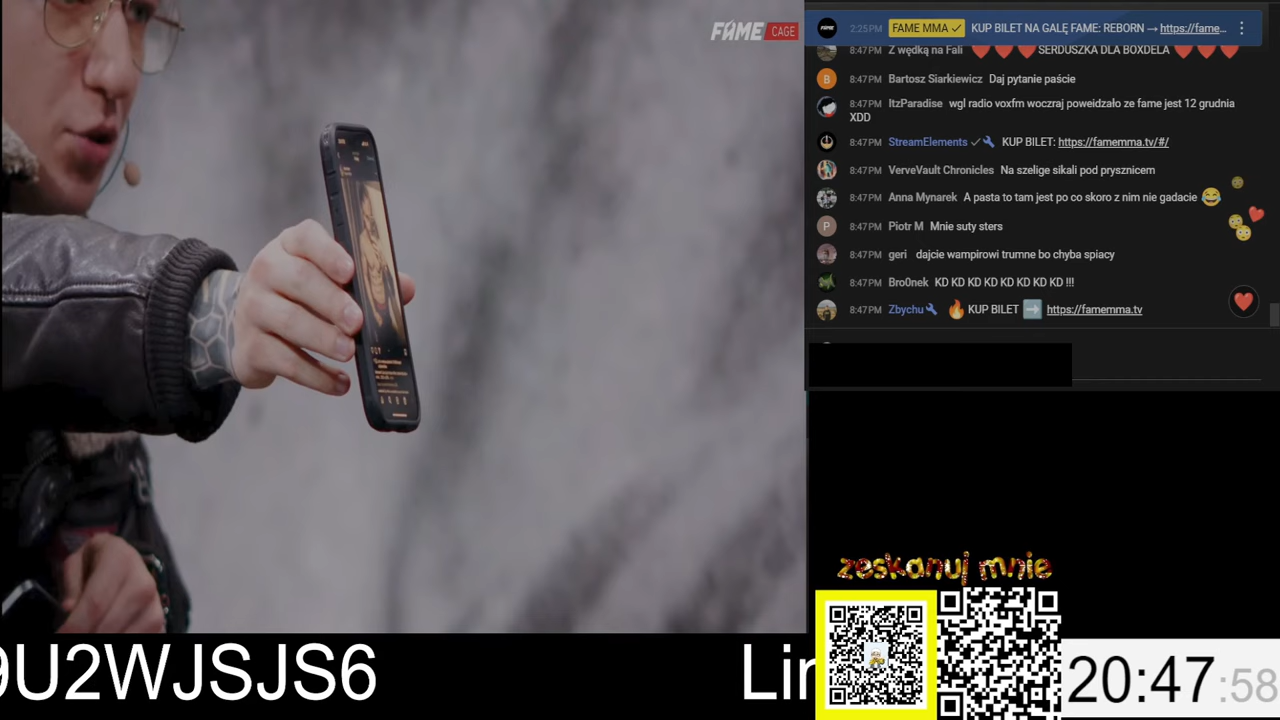 FAME CAGE
2:25PM FAME MMA KUP BILET NA GALĘ FAME: REBORN → https://fame...
8:47PM Z wędką na Fali SERDUSZKA DLA BOXDELA
8:47PM Bartosz Siarkiewicz Daj pytanie paście
8:47PM ItzParadise wgl radio voxfm woczraj poweidzało ze fame jest 12 grudnia
XDD
8:47PM StreamElements KUP BILET: https://famemma.tv/#/
8:47PM VerveVault Chronicles Na szelige sikali pod prysznicem
8:47PM Anna Mynarek A pasta to tam jest po co skoro z nim nie gadacie
8:47PM Piotr M Mnie suty sters
8:47PM geri dajcie wampirowi trumne bo chyba spiacy
8:47PM Bro0nek KD KD KD KD KD KD KD KD !!!
8:47PM Zbychu KUP BILET https://famemma.tv
zeskanuj mnie
9U2WJSJS6
Lin
20:47:58